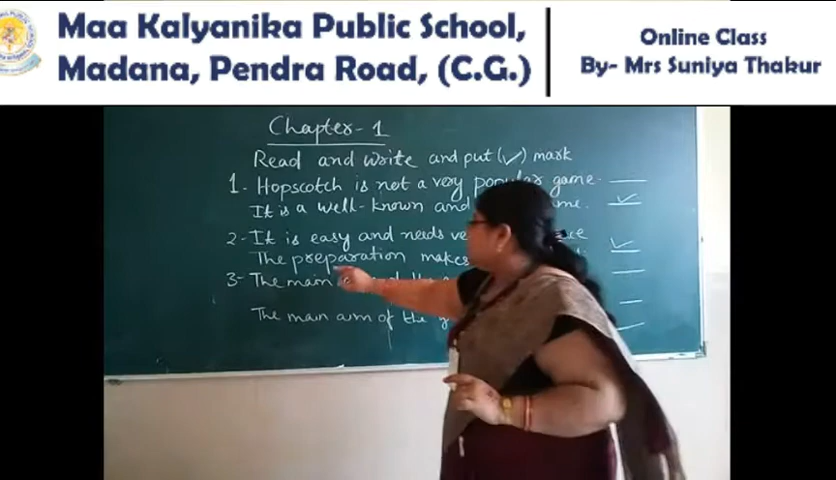 Maa Kalyanika Public School,
Madana, Pendra Road, (C.G.)
Online Class
By- Mrs Suniya Thakur
Chapter - 1
Read and write and put (✓) mark
1. Hopscotch is not a very popular game.
It is a well-known and
2- It is easy and needs
The preparation makes
3- The main
The main aim of the